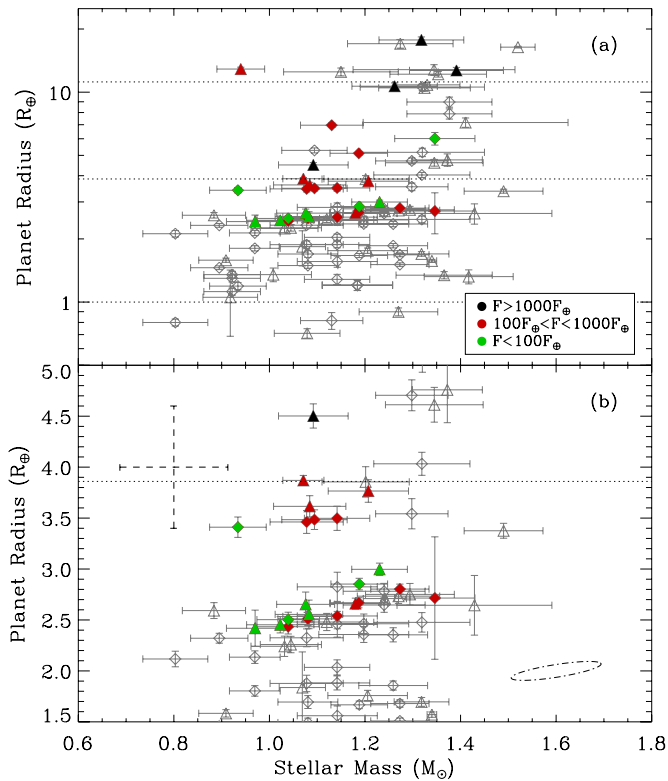 (a)
10
1
Planet Radius (R⊕)
F>1000F⊕
100F⊕<F<1000F⊕
F<100F⊕
(b)
5.0
4.5
4.0
3.5
3.0
2.5
2.0
1.5
Planet Radius (R⊕)
0.6 0.8 1.0 1.2 1.4 1.6 1.8
Stellar Mass (M⊙)